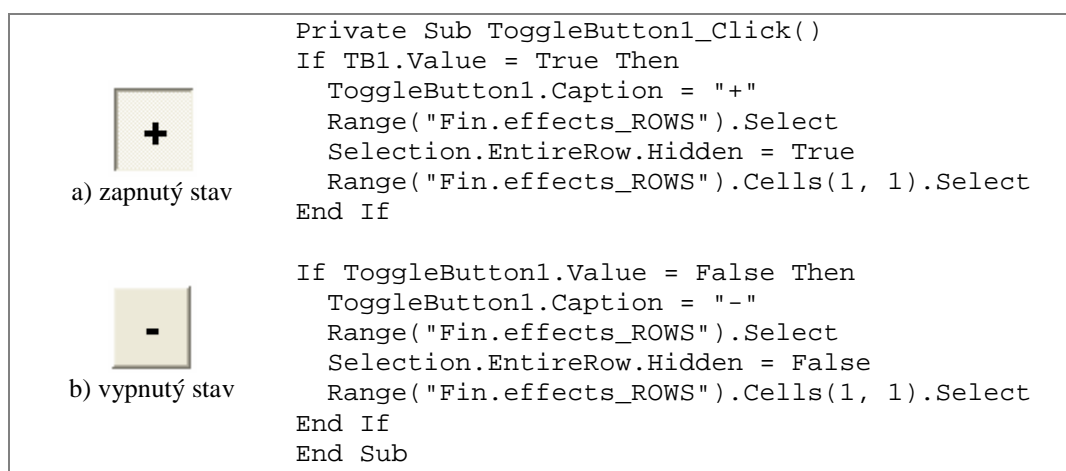 Private Sub ToggleButton1_Click()
If TB1.Value = True Then
ToggleButton1.Caption = "+"
Range("Fin.effects_ROWS").Select
Selection.EntireRow.Hidden = True
Range("Fin.effects_ROWS").Cells(1, 1).Select
End If
+
a) zapnutý stav
If ToggleButton1.Value = False Then
ToggleButton1.Caption = "-"
Range("Fin.effects_ROWS").Select
Selection.EntireRow.Hidden = False
Range("Fin.effects_ROWS").Cells(1, 1).Select
End If
End Sub
-
b) vypnutý stav